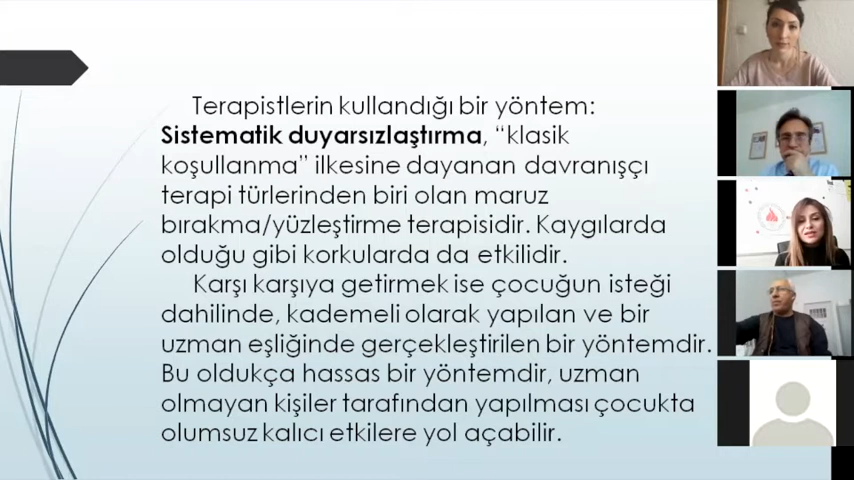 Terapistlerin kullandığı bir yöntem:
Sistematik duyarsızlaştırma, “klasik
koşullanma” ilkesine dayanan davranışçı
terapi türlerinden biri olan maruz
bırakma/yüzleştirme terapisidir. Kaygılarda
olduğu gibi korkularda da etkilidir.
Karşı karşıya getirmek ise çocuğun isteği
dahilinde, kademeli olarak yapılan ve bir
uzman eşliğinde gerçekleştirilen bir yöntemdir.
Bu oldukça hassas bir yöntemdir, uzman
olmayan kişiler tarafından yapılması çocukta
olumsuz kalıcı etkilere yol açabilir.